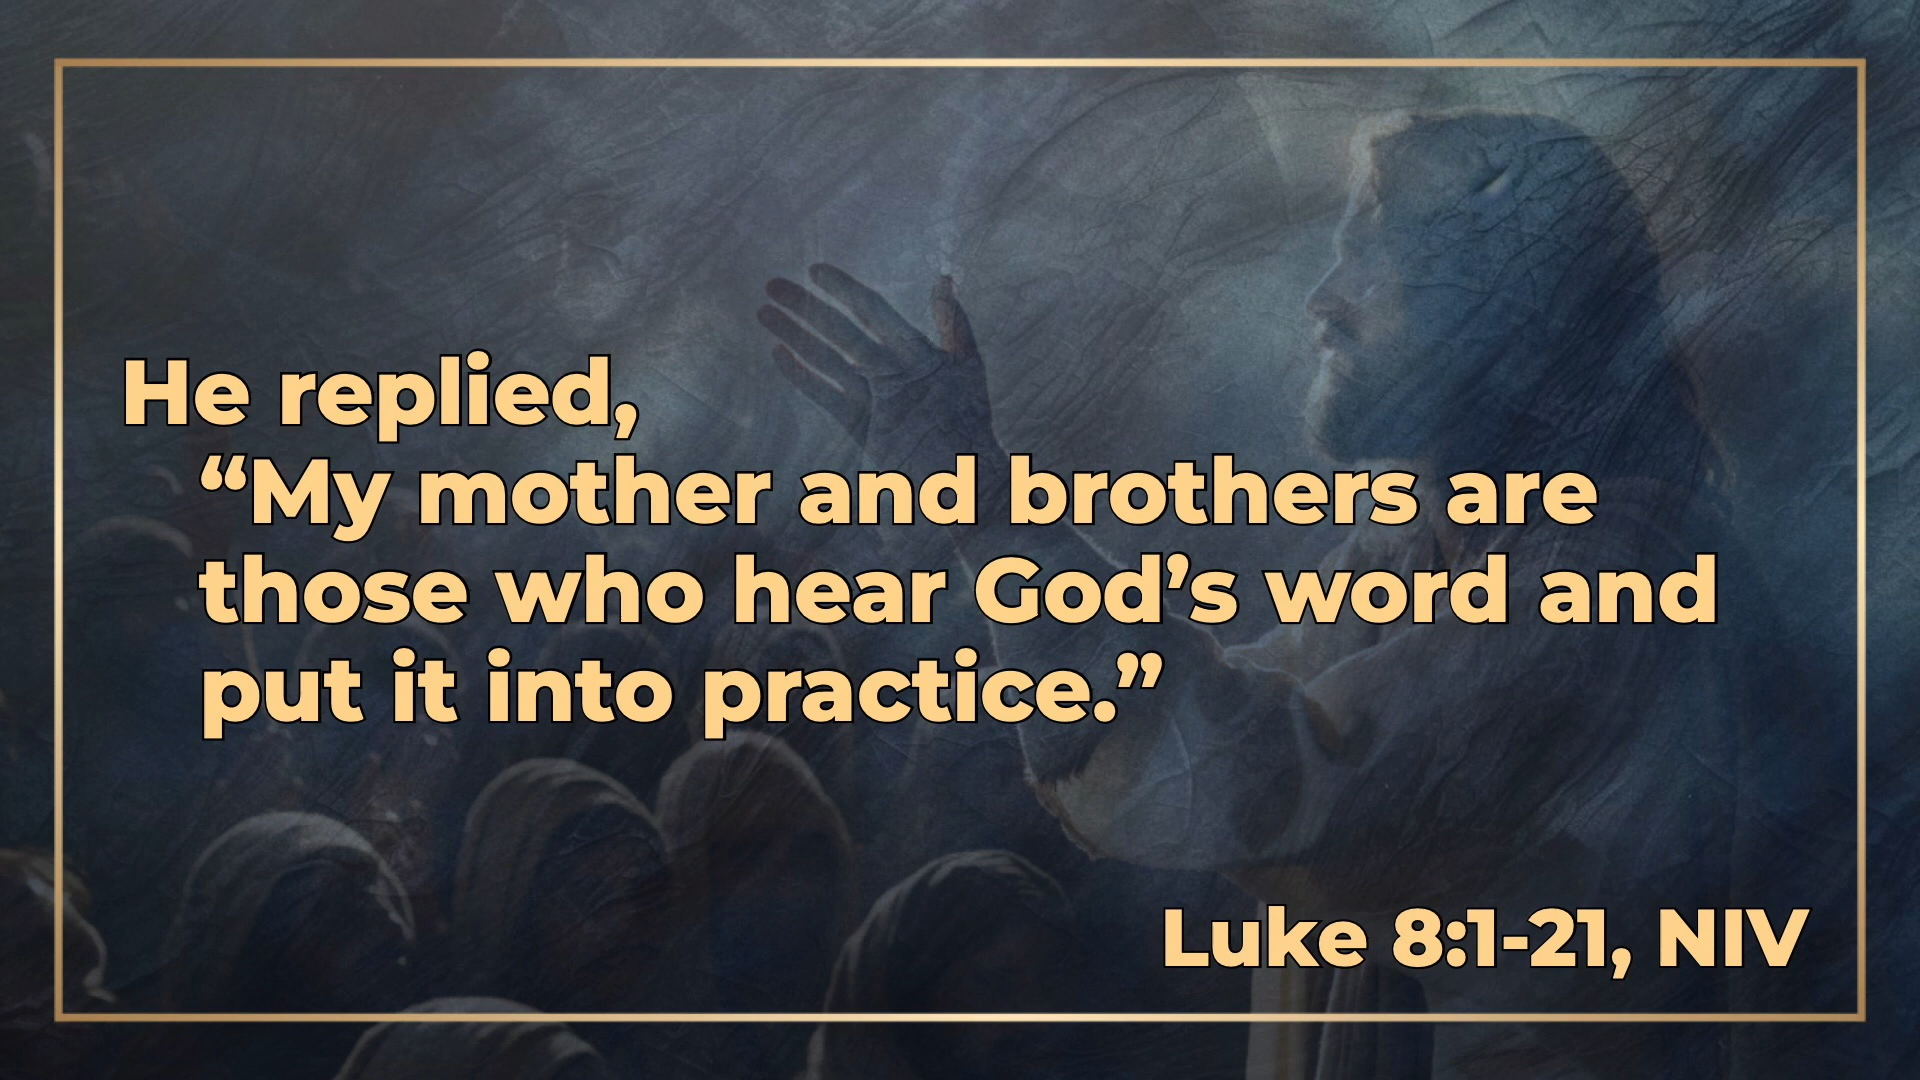 He replied,
“My mother and brothers are
those who hear God’s word and
put it into practice.”
Luke 8:1-21, NIV